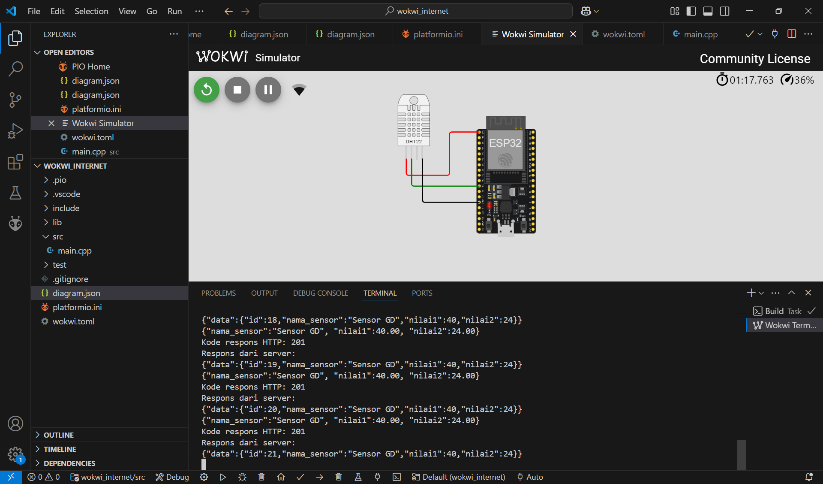 File Edit Selection View Go Run ··· wokwi_internet
EXPLORER
OPEN EDITORS
PIO Home
diagram.json
diagram.json
platformio.ini
Wokwi Simulator
wokwi.toml
main.cpp src
WOKWI_INTERNET
.pio
.vscode
include
lib
src
main.cpp
test
.gitignore
diagram.json
platformio.ini
wokwi.toml
OUTLINE
TIMELINE
DEPENDENCIES
me diagram.json diagram.json platformio.ini Wokwi Simulator wokwi.toml main.cpp
WOKWI Simulator Community License
01:17.763 36%
DHT22
ESP32
PROBLEMS OUTPUT DEBUG CONSOLE TERMINAL PORTS
{"data":{"id":18,"nama_sensor":"Sensor GD","nilai1":40,"nilai2":24}}
{"nama_sensor":"Sensor GD", "nilai1":40.00, "nilai2":24.00}
Kode respons HTTP: 201
Respons dari server:
{"data":{"id":19,"nama_sensor":"Sensor GD","nilai1":40,"nilai2":24}}
{"nama_sensor":"Sensor GD", "nilai1":40.00, "nilai2":24.00}
Kode respons HTTP: 201
Respons dari server:
{"data":{"id":20,"nama_sensor":"Sensor GD","nilai1":40,"nilai2":24}}
{"nama_sensor":"Sensor GD", "nilai1":40.00, "nilai2":24.00}
Kode respons HTTP: 201
Respons dari server:
{"data":{"id":21,"nama_sensor":"Sensor GD","nilai1":40,"nilai2":24}}
Build Task
Wokwi Term...
1
0 0 wokwi_internet/src Debug Default (wokwi_internet) Auto